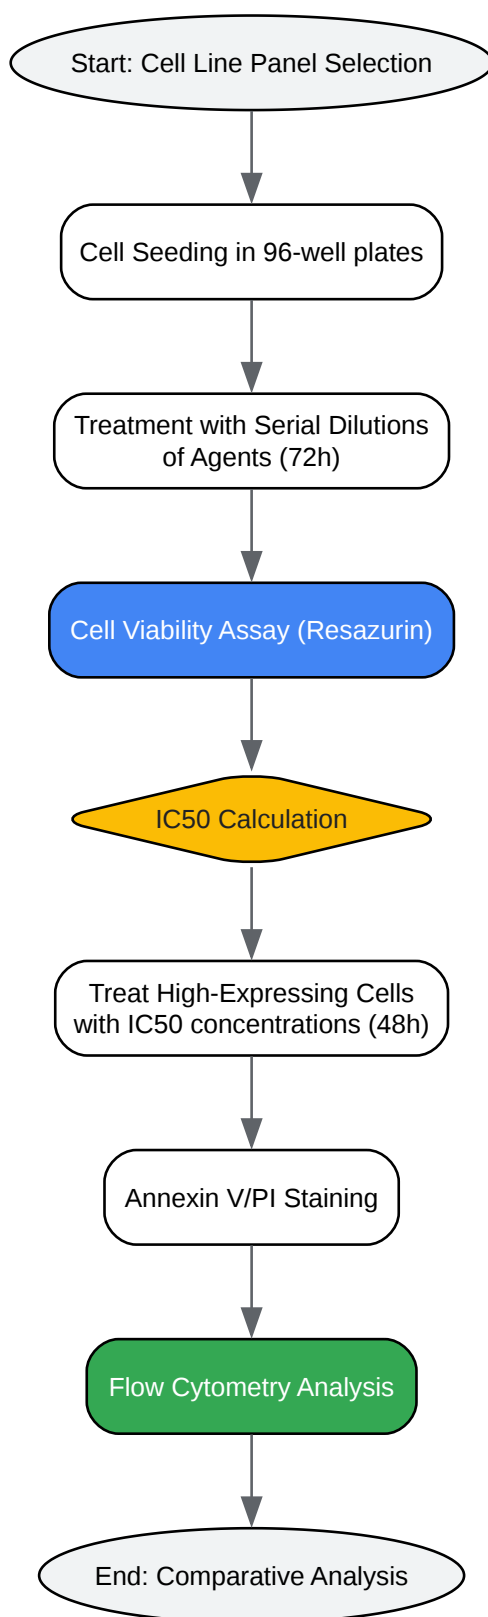 Start: Cell Line Panel Selection
Cell Seeding in 96-well plates
Treatment with Serial Dilutions
of Agents (72h)
Cell Viability Assay (Resazurin)
IC50 Calculation
Treat High-Expressing Cells
with IC50 concentrations (48h)
Annexin V/PI Staining
Flow Cytometry Analysis
End: Comparative Analysis